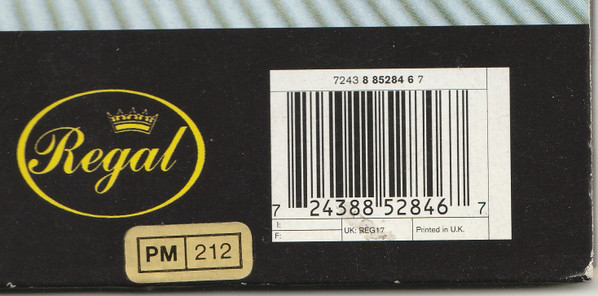 7243 8 85284 6 7
Regal
7 24388 52846 7
I:
F:
UK: REG17
Printed in U.K.
PM 212